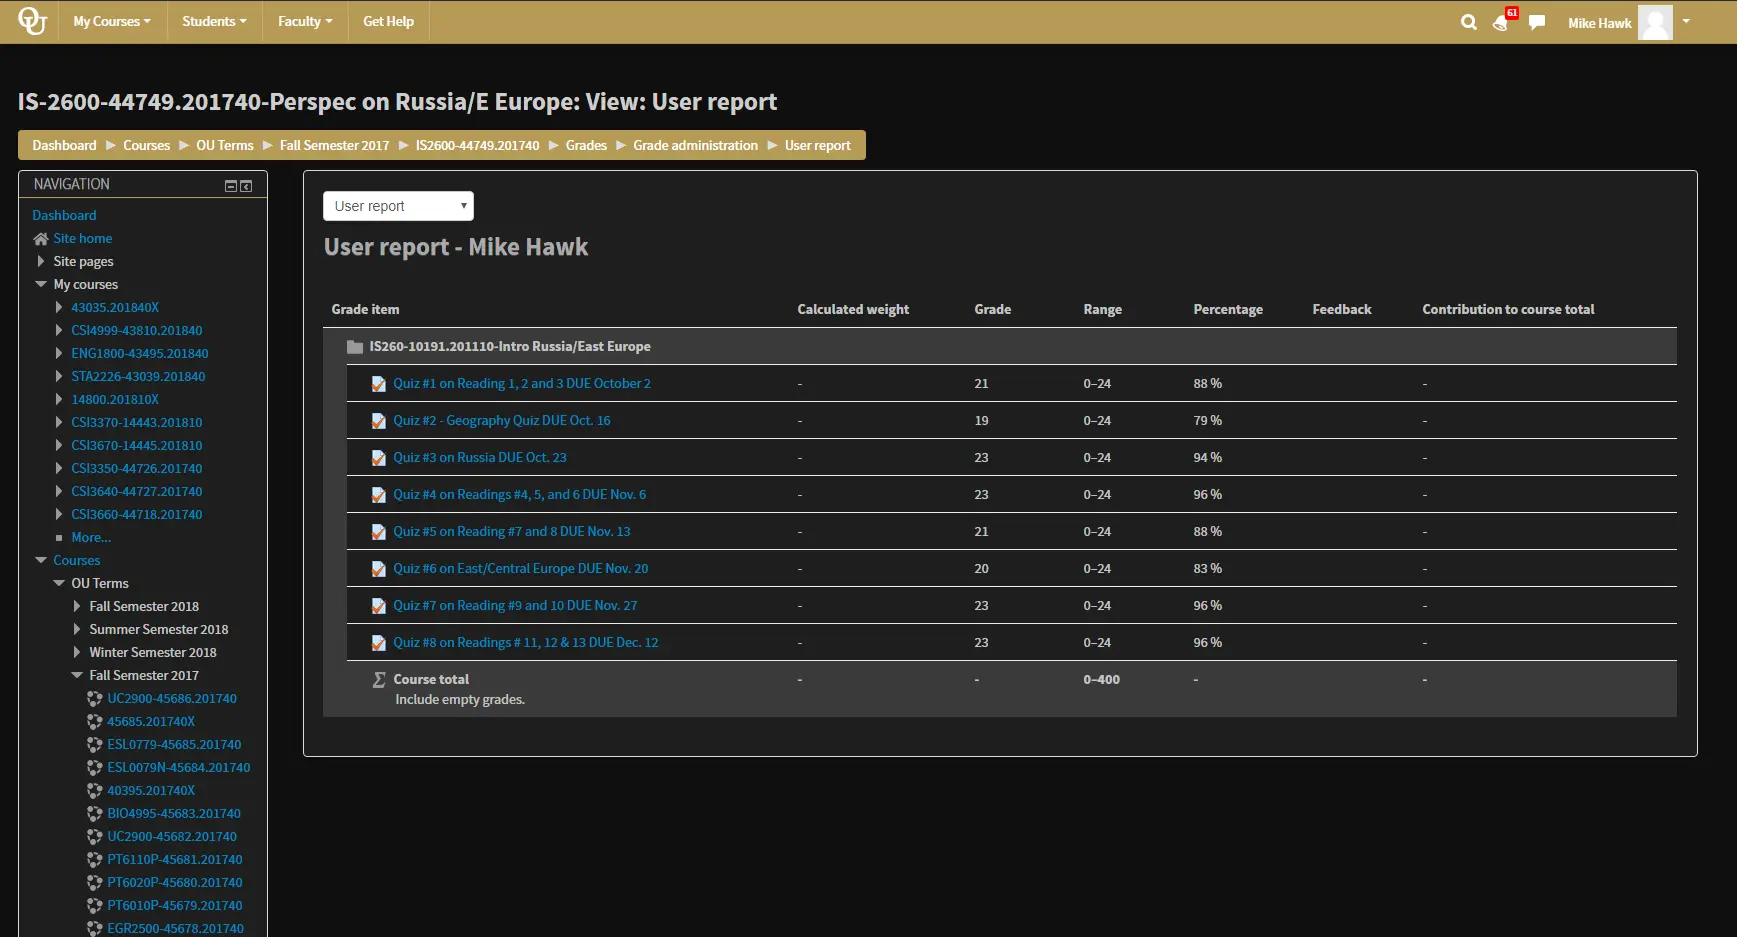 OU My Courses Students Faculty Get Help 61 Mike Hawk
IS-2600-44749.201740-Perspec on Russia/E Europe: View: User report
Dashboard Courses OU Terms Fall Semester 2017 IS2600-44749.201740 Grades Grade administration User report
NAVIGATION
Dashboard
Site home
Site pages
My courses
43035.201840X
CSI4999-43810.201840
ENG1800-43495.201840
STA2226-43039.201840
14800.201810X
CSI3370-14443.201810
CSI3670-14445.201810
CSI3350-44726.201740
CSI3640-44727.201740
CSI3660-44718.201740
More...
Courses
OU Terms
Fall Semester 2018
Summer Semester 2018
Winter Semester 2018
Fall Semester 2017
UC2900-45686.201740
45685.201740X
ESL0779-45685.201740
ESL0079N-45684.201740
40395.201740X
BIO4995-45683.201740
UC2900-45682.201740
PT6110P-45681.201740
PT6020P-45680.201740
PT6010P-45679.201740
EGR2500-45678.201740
User report
User report - Mike Hawk
Grade item Calculated weight Grade Range Percentage Feedback Contribution to course total
IS260-10191.201110-Intro Russia/East Europe
Quiz #1 on Reading 1, 2 and 3 DUE October 2 - 21 0–24 88 % -
Quiz #2 - Geography Quiz DUE Oct. 16 - 19 0–24 79 % -
Quiz #3 on Russia DUE Oct. 23 - 23 0–24 94 % -
Quiz #4 on Readings #4, 5, and 6 DUE Nov. 6 - 23 0–24 96 % -
Quiz #5 on Reading #7 and 8 DUE Nov. 13 - 21 0–24 88 % -
Quiz #6 on East/Central Europe DUE Nov. 20 - 20 0–24 83 % -
Quiz #7 on Reading #9 and 10 DUE Nov. 27 - 23 0–24 96 % -
Quiz #8 on Readings # 11, 12 & 13 DUE Dec. 12 - 23 0–24 96 % -
Course total - - 0–400 - -
Include empty grades.